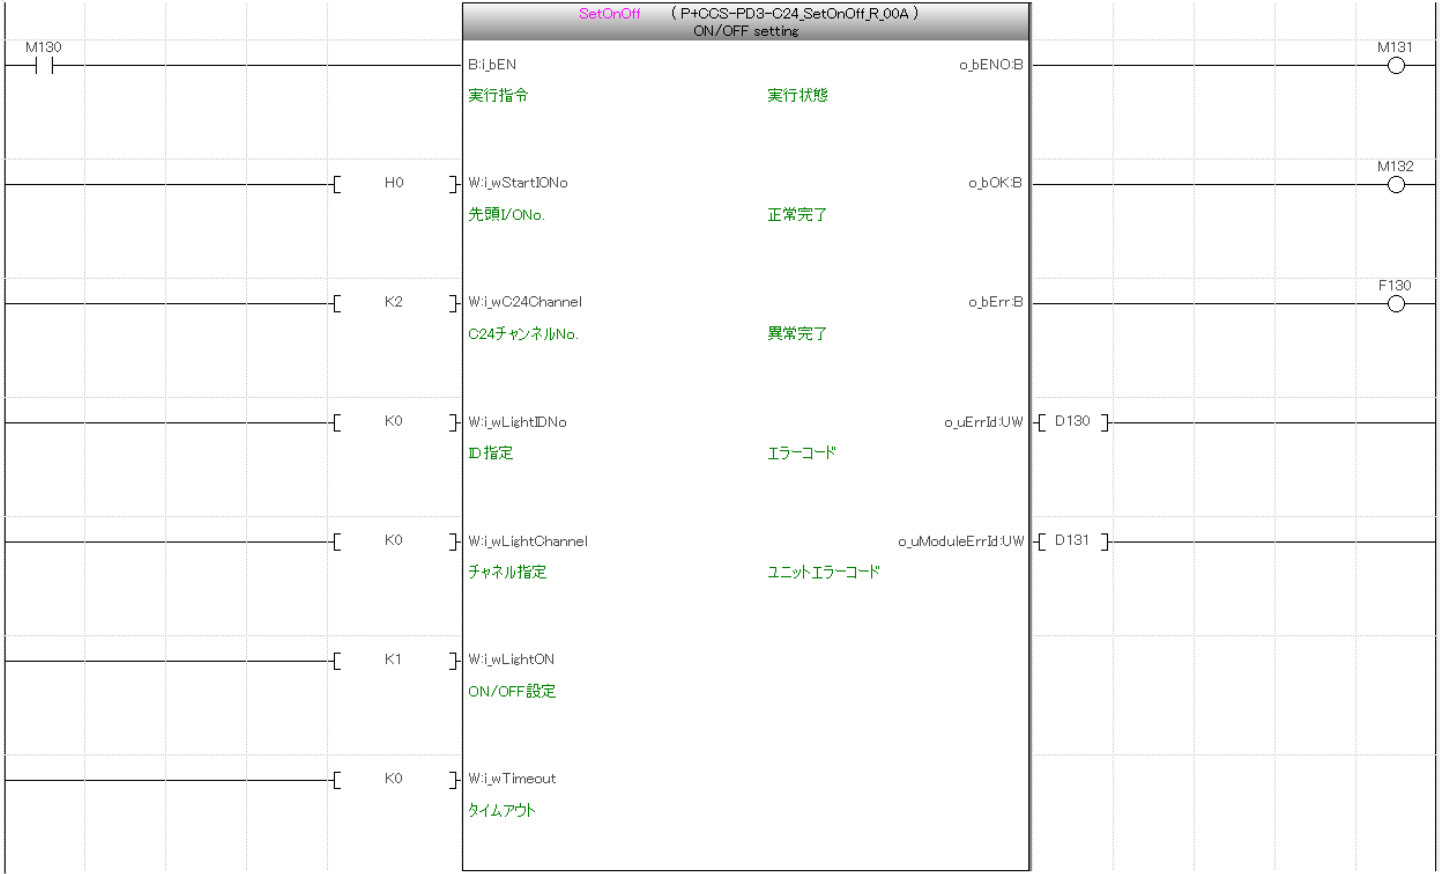 SetOnOff (P+CCS-PD3-C24_SetOnOff_R_00A)
ON/OFF setting
M130
B:i_bEN
o_bENO:B
M131
実行指令
実行状態
H0
W:i_wStartIONo
o_bOK:B
M132
先頭I/ONo.
正常完了
K2
W:i_wC24Channel
o_bErr:B
F130
C24チャンネルNo.
異常完了
K0
W:i_wLightIDNo
o_uErrId:UW
D130
ID指定
エラーコード
K0
W:i_wLightChannel
o_uModuleErrId:UW
D131
チャネル指定
ユニットエラーコード
K1
W:i_wLightON
ON/OFF設定
K0
W:i_wTimeout
タイムアウト